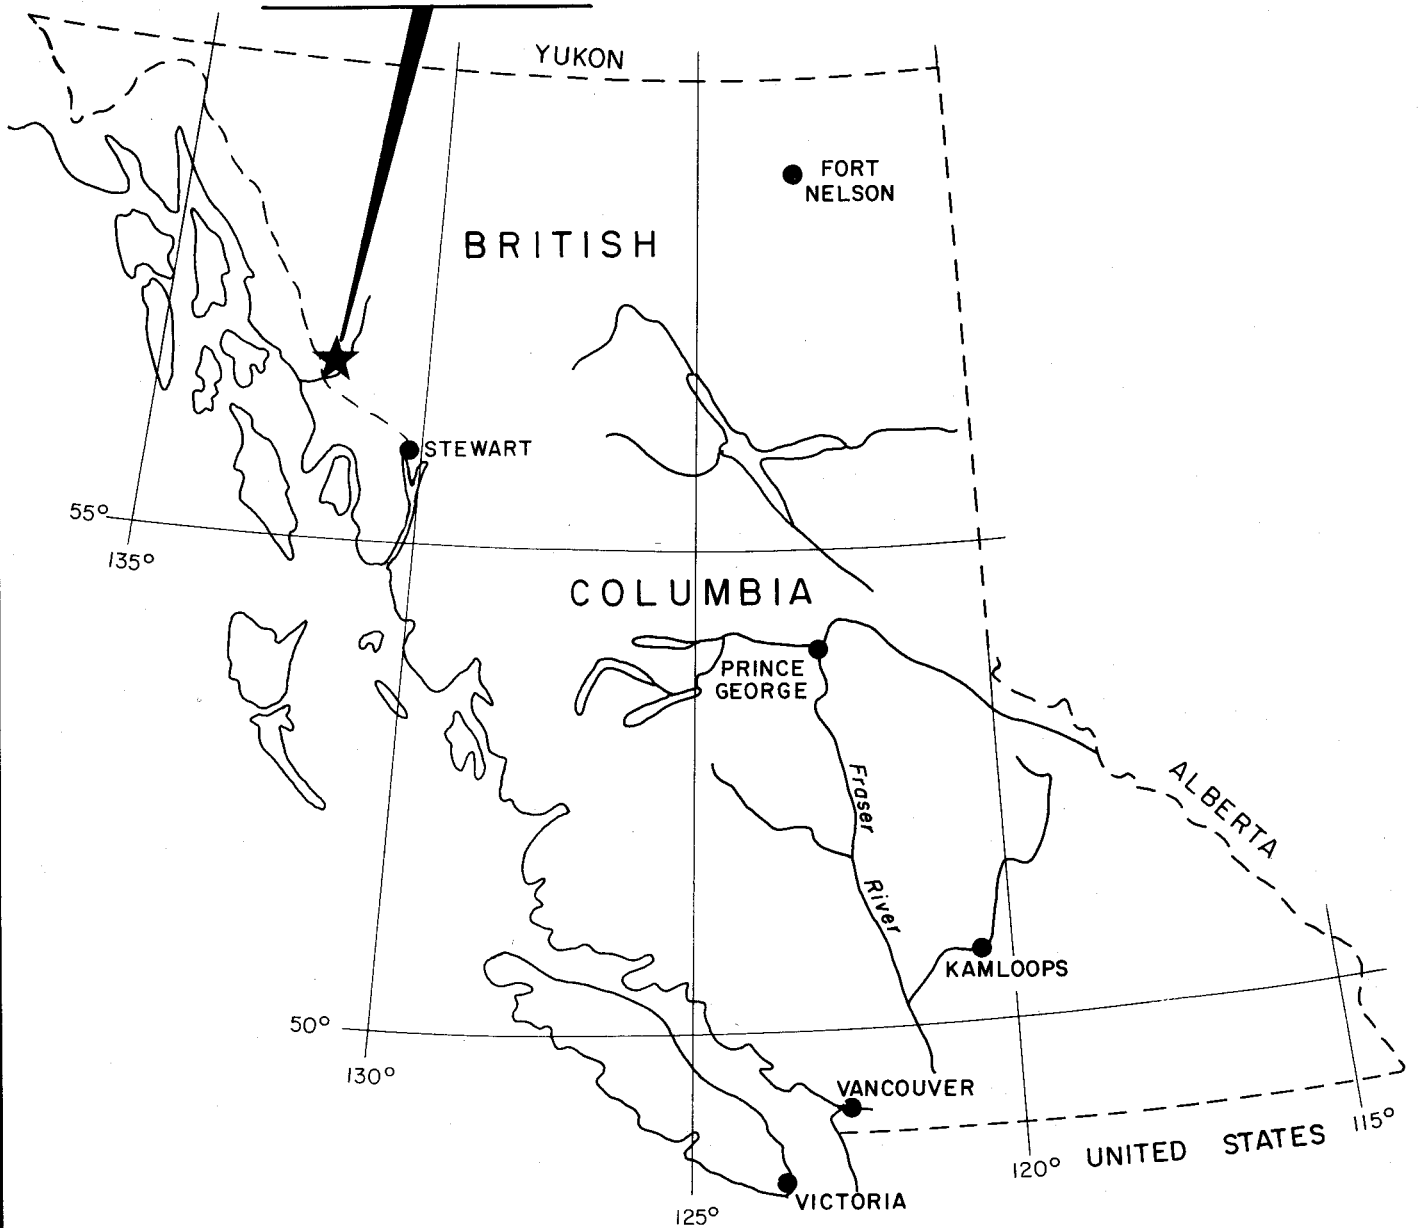 YUKON
FORT
NELSON
BRITISH
STEWART
55°
135°
COLUMBIA
PRINCE
GEORGE
Fraser
River
ALBERTA
KAMLOOPS
50°
130°
VANCOUVER
115°
UNITED STATES
120°
VICTORIA
125°